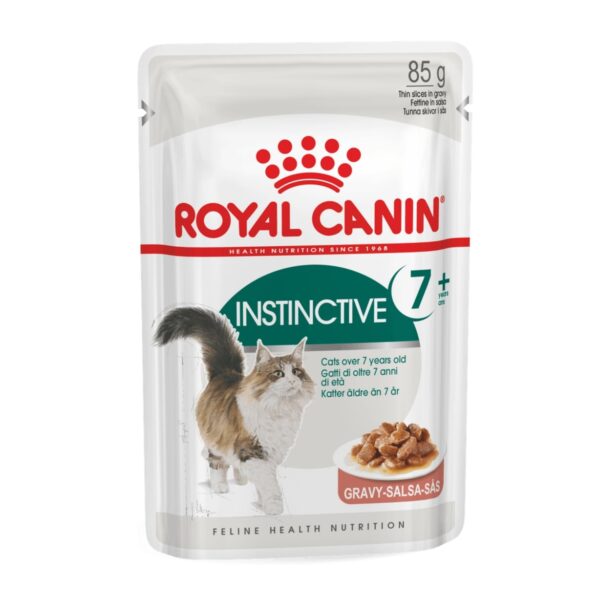 85 g
Thin slices in gravy
Fettine in salsa
Tunna skivor i sås
ROYAL CANIN®
HEALTH NUTRITION SINCE 1968
INSTINCTIVE
7+
years
ans
Cats over 7 years old
Gatti di oltre 7 anni
di età
Katter äldre än 7 år
GRAVY-SALSA-SÅS
FELINE HEALTH NUTRITION